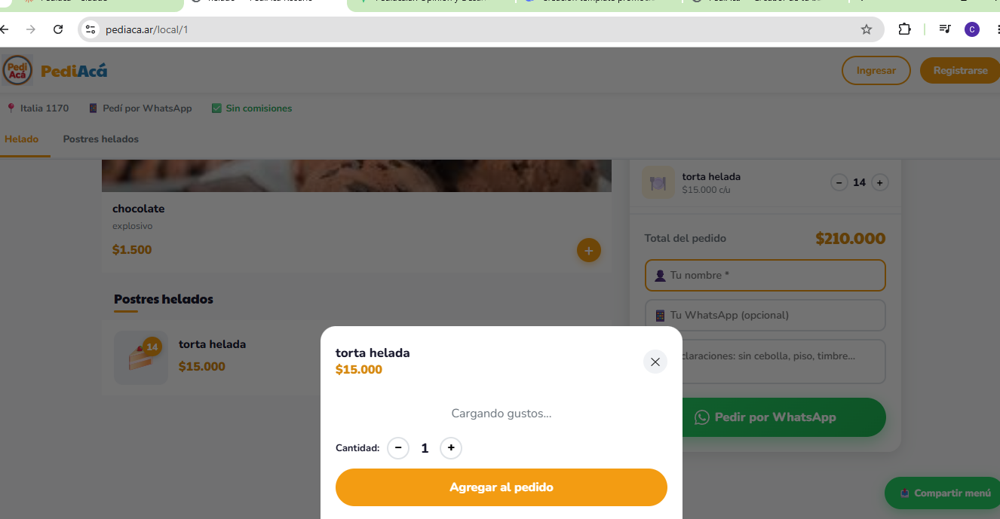 pediaca.ar/local/1
C
Pedi
Acá
PediAcá
Ingresar
Registrarse
Italia 1170
Pedí por WhatsApp
Sin comisiones
Helado
Postres helados
chocolate
explosivo
$1.500
+
Postres helados
14
torta helada
$15.000
torta helada
$15.000 c/u
− 14 +
Total del pedido
$210.000
Tu nombre *
Tu WhatsApp (opcional)
claraciones: sin cebolla, piso, timbre...
Pedir por WhatsApp
Compartir menú
torta helada
$15.000
Cargando gustos...
Cantidad: − 1 +
Agregar al pedido